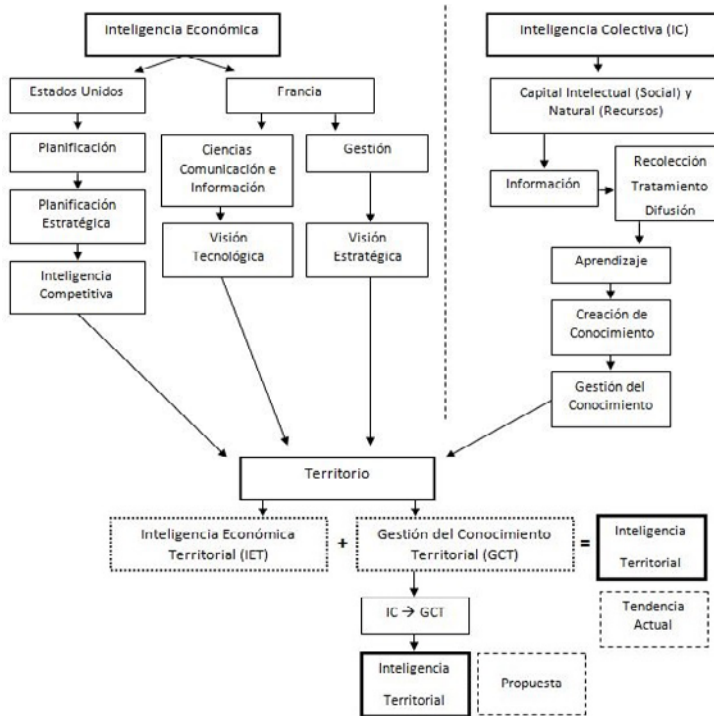 Inteligencia Económica
Inteligencia Colectiva (IC)
Estados Unidos
Francia
Capital Intelectual (Social) y
Natural (Recursos)
Planificación
Ciencias
Comunicación e
Información
Gestión
Información
Recolección
Tratamiento
Difusión
Planificación
Estratégica
Visión
Tecnológica
Visión
Estratégica
Aprendizaje
Inteligencia
Competitiva
Creación de
Conocimiento
Gestión del
Conocimiento
Territorio
Inteligencia Económica
Territorial (IET)
+
Gestión del Conocimiento
Territorial (GCT)
=
Inteligencia
Territorial
IC → GCT
Tendencia
Actual
Inteligencia
Territorial
Propuesta